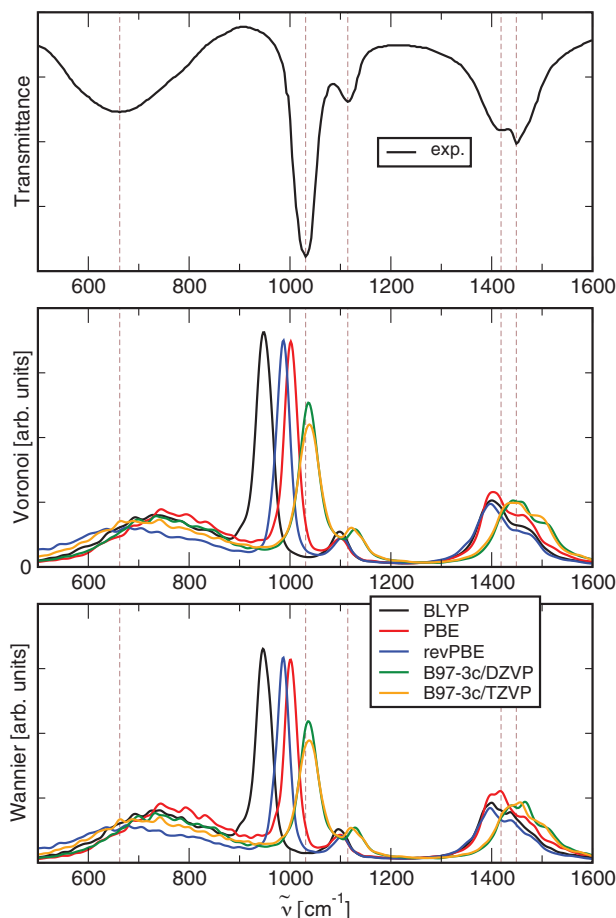 Transmittance
exp.
600 800 1000 1200 1400 1600
Voronoi [arb. units]
0
600 800 1000 1200 1400 1600
Wannier [arb. units]
BLYP
PBE
revPBE
B97-3c/DZVP
B97-3c/TZVP
600 800 1000 1200 1400 1600
ν̃ [cm⁻¹]